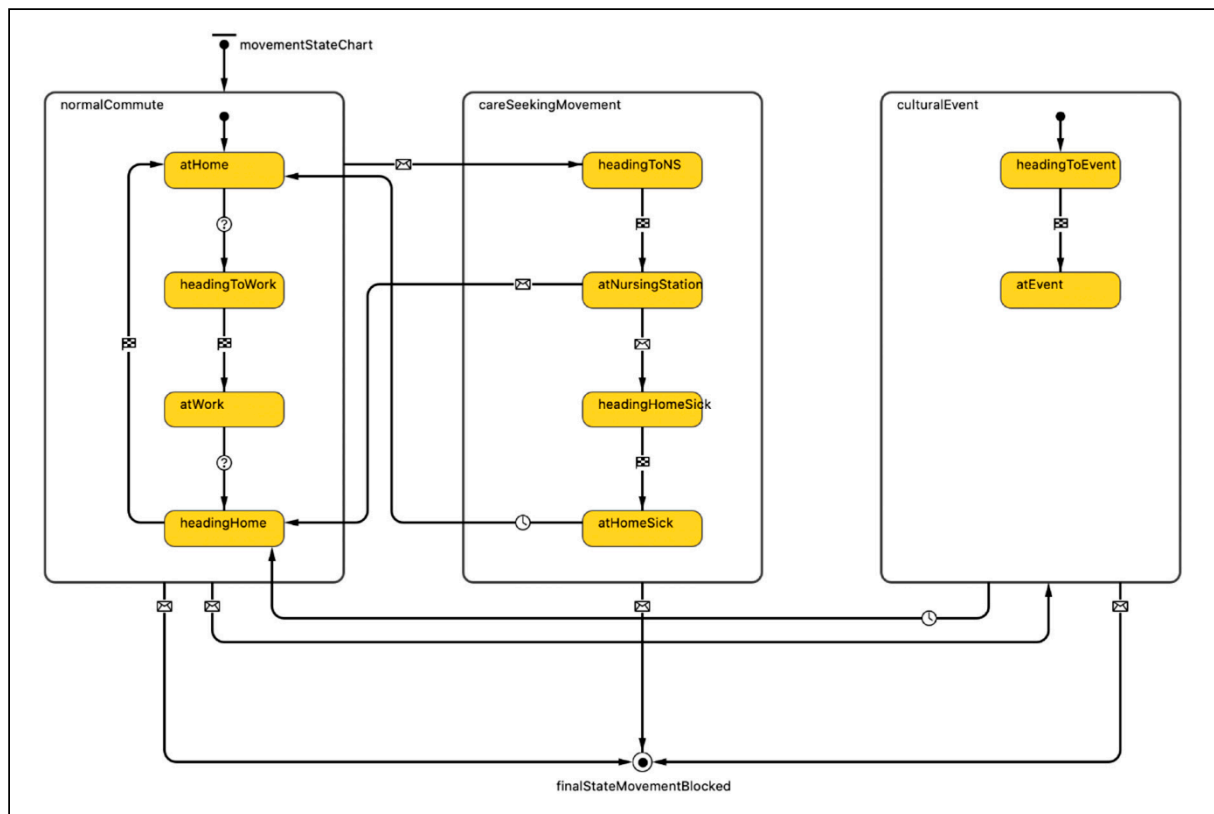 movementStateChart
normalCommute
careSeekingMovement
culturalEvent
atHome
headingToNS
headingToEvent
?
headingToWork
atNursingStation
atEvent
atWork
headingHomeSick
?
headingHome
atHomeSick
finalStateMovementBlocked